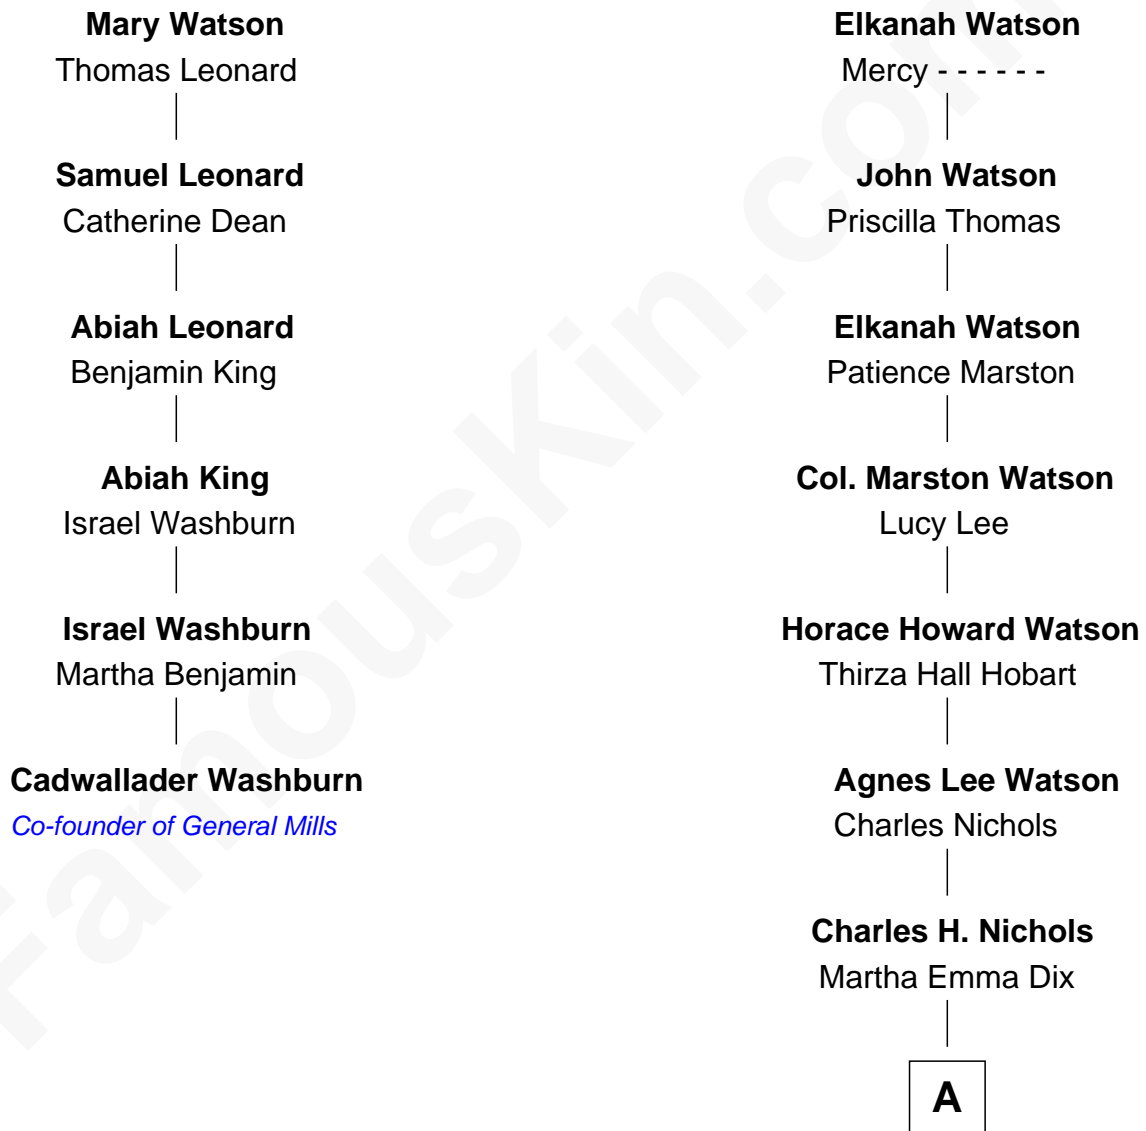 Mary Watson
Thomas Leonard
Samuel Leonard
Catherine Dean
Abiah Leonard
Benjamin King
Abiah King
Israel Washburn
Israel Washburn
Martha Benjamin
Cadwallader Washburn
Co-founder of General Mills
Elkanah Watson
Mercy - - - - - -
John Watson
Priscilla Thomas
Elkanah Watson
Patience Marston
Col. Marston Watson
Lucy Lee
Horace Howard Watson
Thirza Hall Hobart
Agnes Lee Watson
Charles Nichols
Charles H. Nichols
Martha Emma Dix
A
FamousKin.com